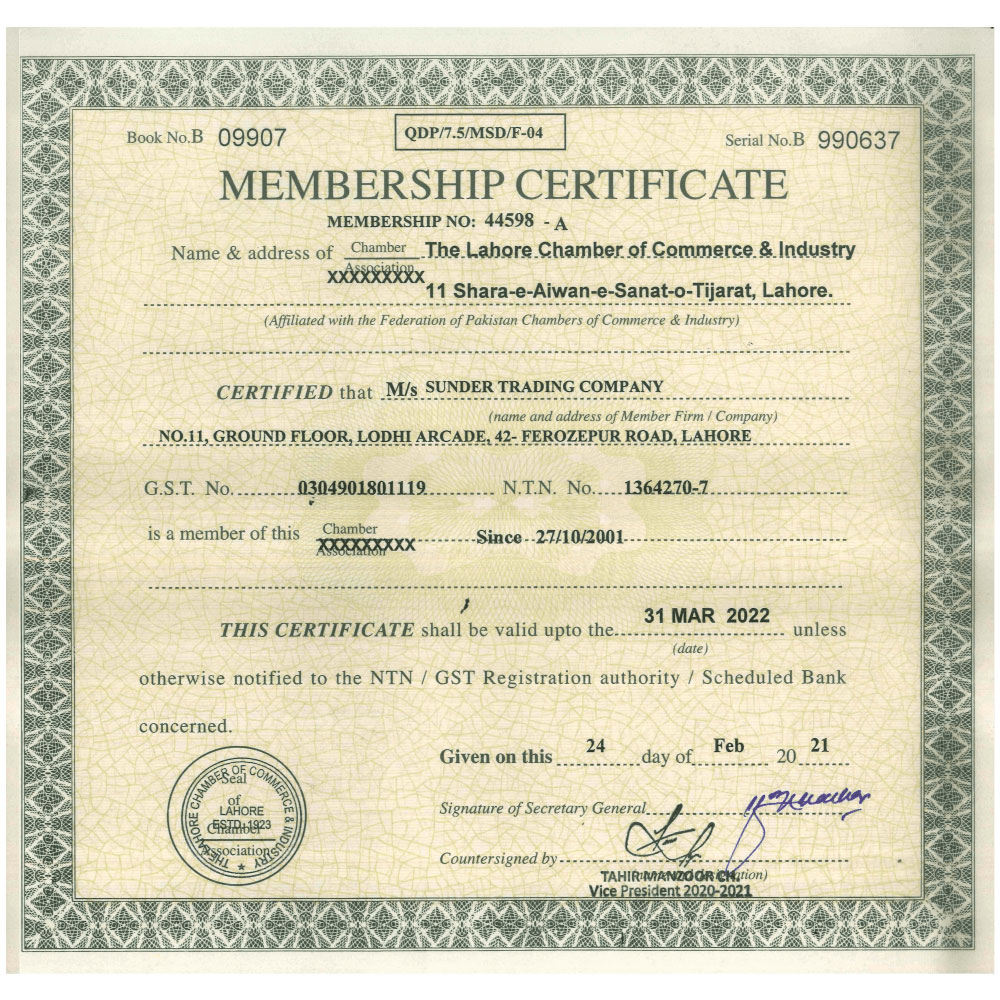 Book No.B 09907
QDP/7.5/MSD/F-04
Serial No.B 990637
MEMBERSHIP CERTIFICATE
MEMBERSHIP NO: 44598 - A
Name & address of Chamber The Lahore Chamber of Commerce & Industry
Association
XXXXXXXXX
11 Shara-e-Aiwan-e-Sanat-o-Tijarat, Lahore.
(Affiliated with the Federation of Pakistan Chambers of Commerce & Industry)
CERTIFIED that M/s SUNDER TRADING COMPANY
(name and address of Member Firm / Company)
NO.11, GROUND FLOOR, LODHI ARCADE, 42- FEROZEPUR ROAD, LAHORE
G.S.T. No. 0304901801119 N.T.N. No. 1364270-7
is a member of this Chamber Since 27/10/2001
XXXXXXXXX
Association
31 MAR 2022
THIS CERTIFICATE shall be valid upto the unless
(date)
otherwise notified to the NTN / GST Registration authority / Scheduled Bank
concerned.
Given on this 24 day of Feb 20 21
Signature of Secretary General
Countersigned by
TAHIR MANZOOR CH.
Vice President 2020-2021
THE LAHORE CHAMBER OF COMMERCE & INDUSTRY
Seal
of
LAHORE
ESTD: 1923
Chamber
Association